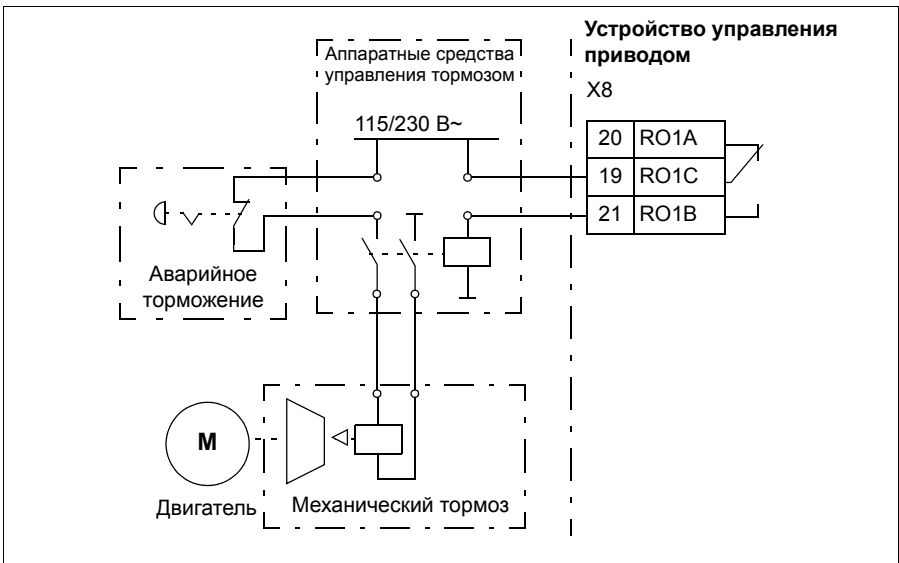 Устройство управления
приводом
X8
Аппаратные средства
управления тормозом
115/230 В~
20 RO1A
19 RO1C
21 RO1B
Аварийное
торможение
M
Двигатель
Механический тормоз